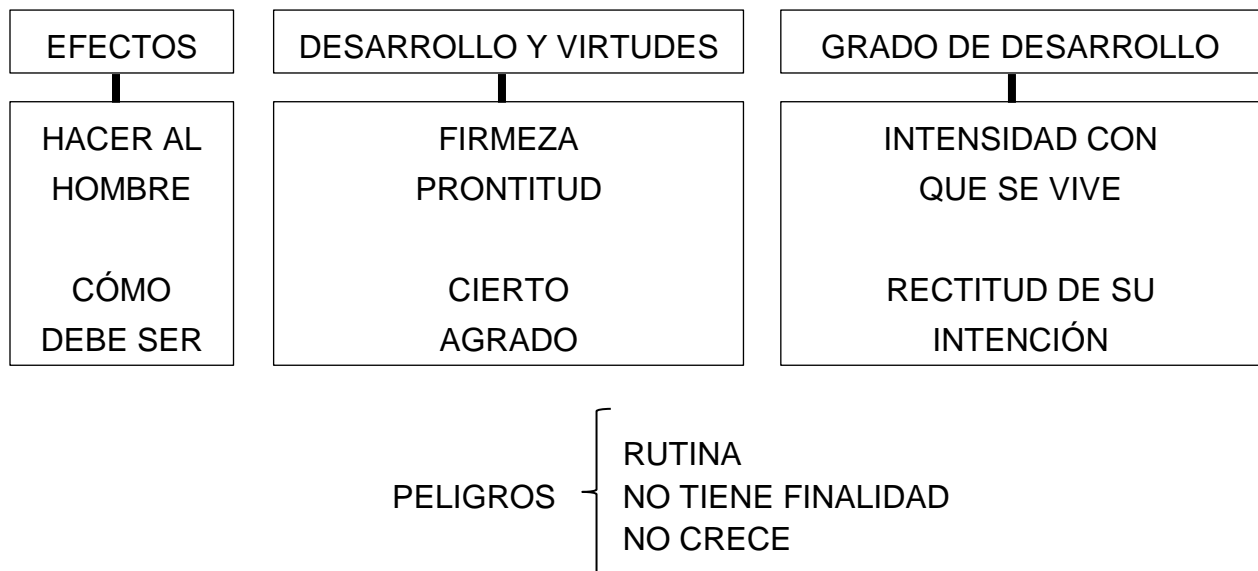 EFECTOS
HACER AL
HOMBRE
CÓMO
DEBE SER
DESARROLLO Y VIRTUDES
FIRMEZA
PRONTITUD
CIERTO
AGRADO
GRADO DE DESARROLLO
INTENSIDAD CON
QUE SE VIVE
RECTITUD DE SU
INTENCIÓN
PELIGROS
RUTINA
NO TIENE FINALIDAD
NO CRECE